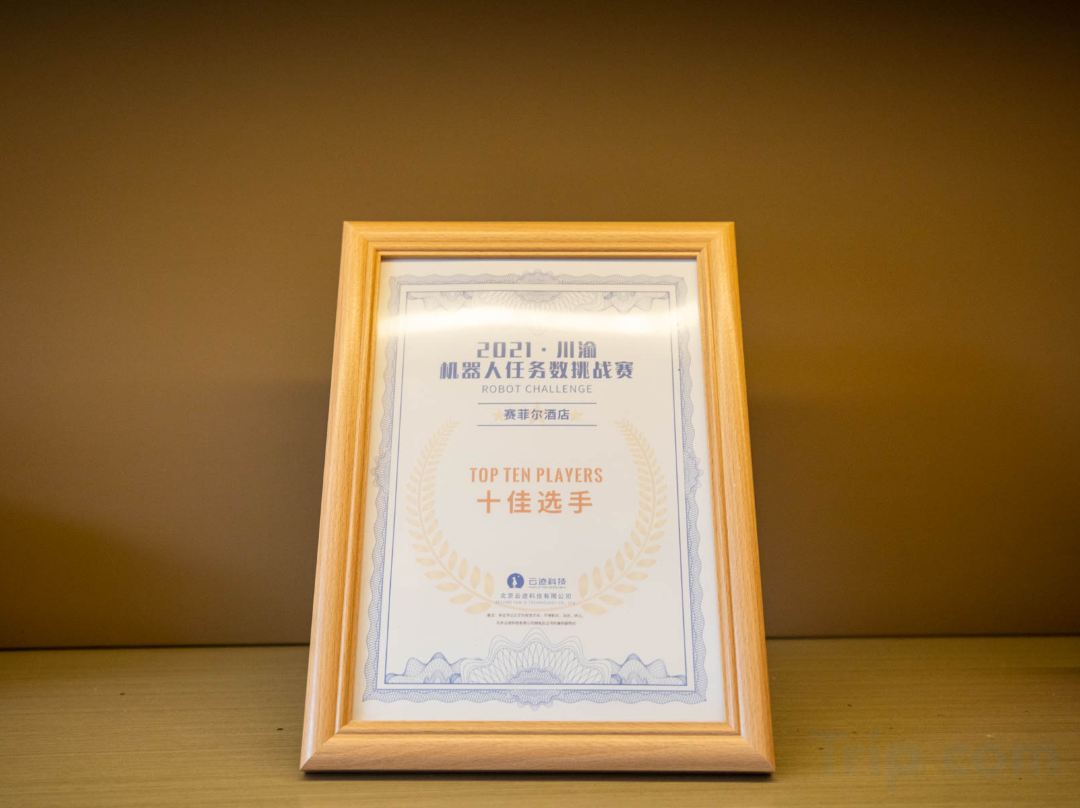 2021·川渝
机器人任务数挑战赛
ROBOT CHALLENGE
赛菲尔酒店
TOP TEN PLAYERS
十佳选手
云迹科技
北京云迹科技有限公司
Trip.com